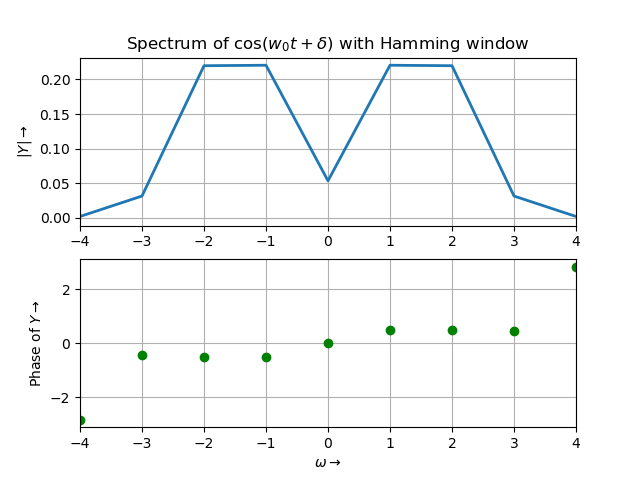 Spectrum of cos(w₀t + δ) with Hamming window
|Y| →
0.20
0.15
0.10
0.05
0.00
−4 −3 −2 −1 0 1 2 3 4
Phase of Y →
2
0
−2
−4 −3 −2 −1 0 1 2 3 4
ω →